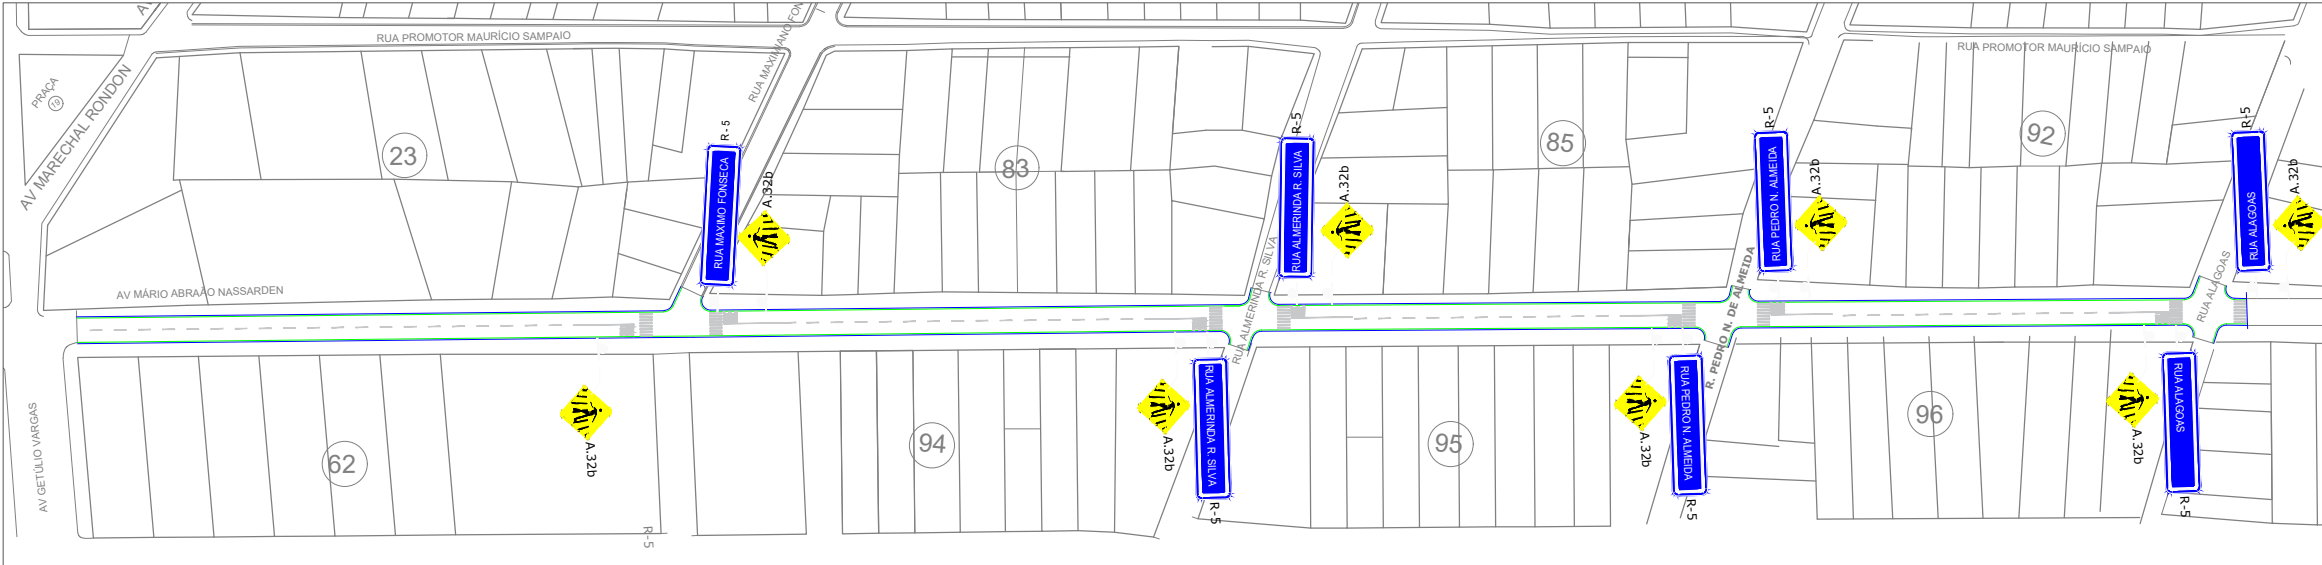 RUA PROMOTOR MAURÍCIO SAMPAIO
RUA PROMOTOR MAURÍCIO SAMPAIO
PRAÇA
19
AV MARECHAL RONDON
RUA MAXIMIANO FON
23
83
85
92
R-5
RUA MAXIMO FONSECA
A.32b
R-5
RUA ALMERINDA R. SILVA
A.32b
R-5
RUA PEDRO N. ALMEIDA
A.32b
R-5
RUA ALAGOAS
A.32b
AV MÁRIO ABRAÃO NASSARDEN
RUA ALMERINDA R. SILVA
RUA ALMERINDA R. SILVA
R. PEDRO N. DE ALMEIDA
RUA ALAGOAS
AV GETÚLIO VARGAS
62
A.32b
R-5
94
A.32b
RUA ALMERINDA R. SILVA
R-5
95
A.32b
RUA PEDRO N. ALMEIDA
R-5
96
A.32b
RUA ALAGOAS
R-5